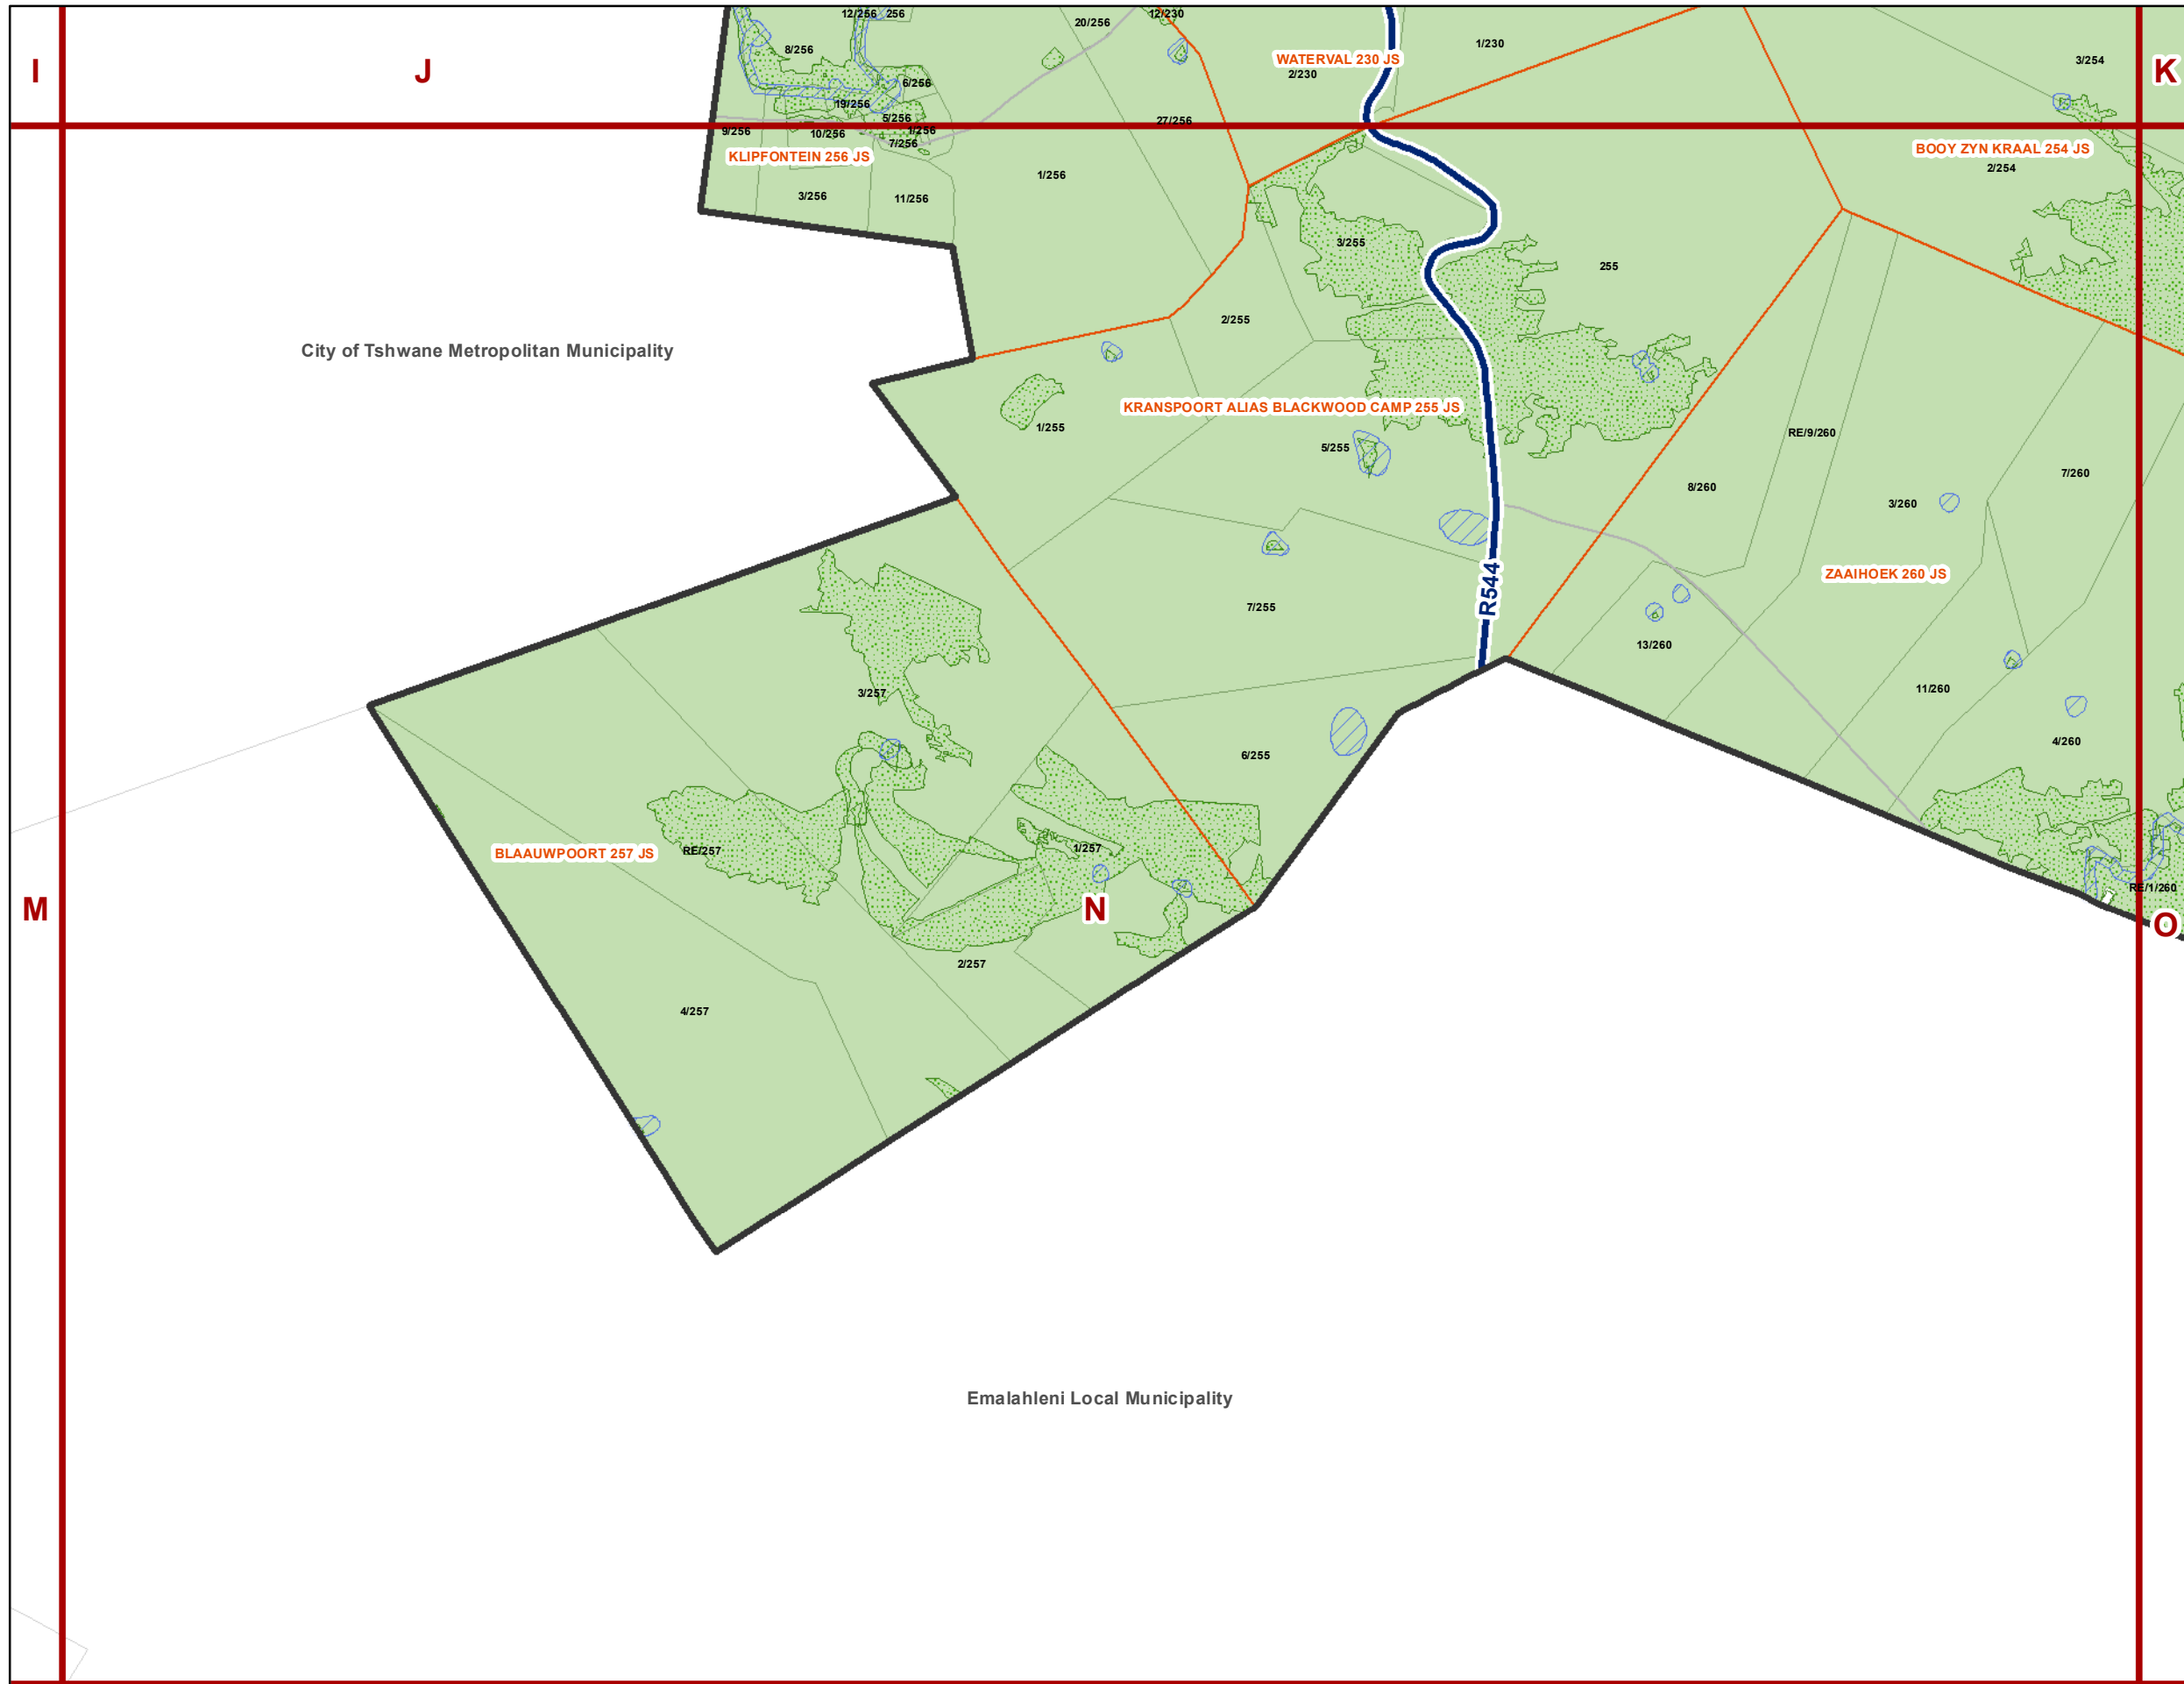 12/256
256
20/256
12/230
8/256
1/230
WATERVAL 230 JS
2/230
3/254
I
J
K
6/256
19/256
5/256
1/256
27/256
9/256
10/256
7/256
KLIPFONTEIN 256 JS
BOOY ZYN KRAAL 254 JS
2/254
1/256
3/256
11/256
3/255
255
2/255
City of Tshwane Metropolitan Municipality
KRANSPOORT ALIAS BLACKWOOD CAMP 255 JS
1/255
5/255
RE/9/260
7/260
8/260
3/260
ZAAIHOEK 260 JS
R544
7/255
13/260
3/257
11/260
4/260
6/255
BLAAUWPOORT 257 JS
RE/257
1/257
RE/1/260
M
N
O
2/257
4/257
Emalahleni Local Municipality